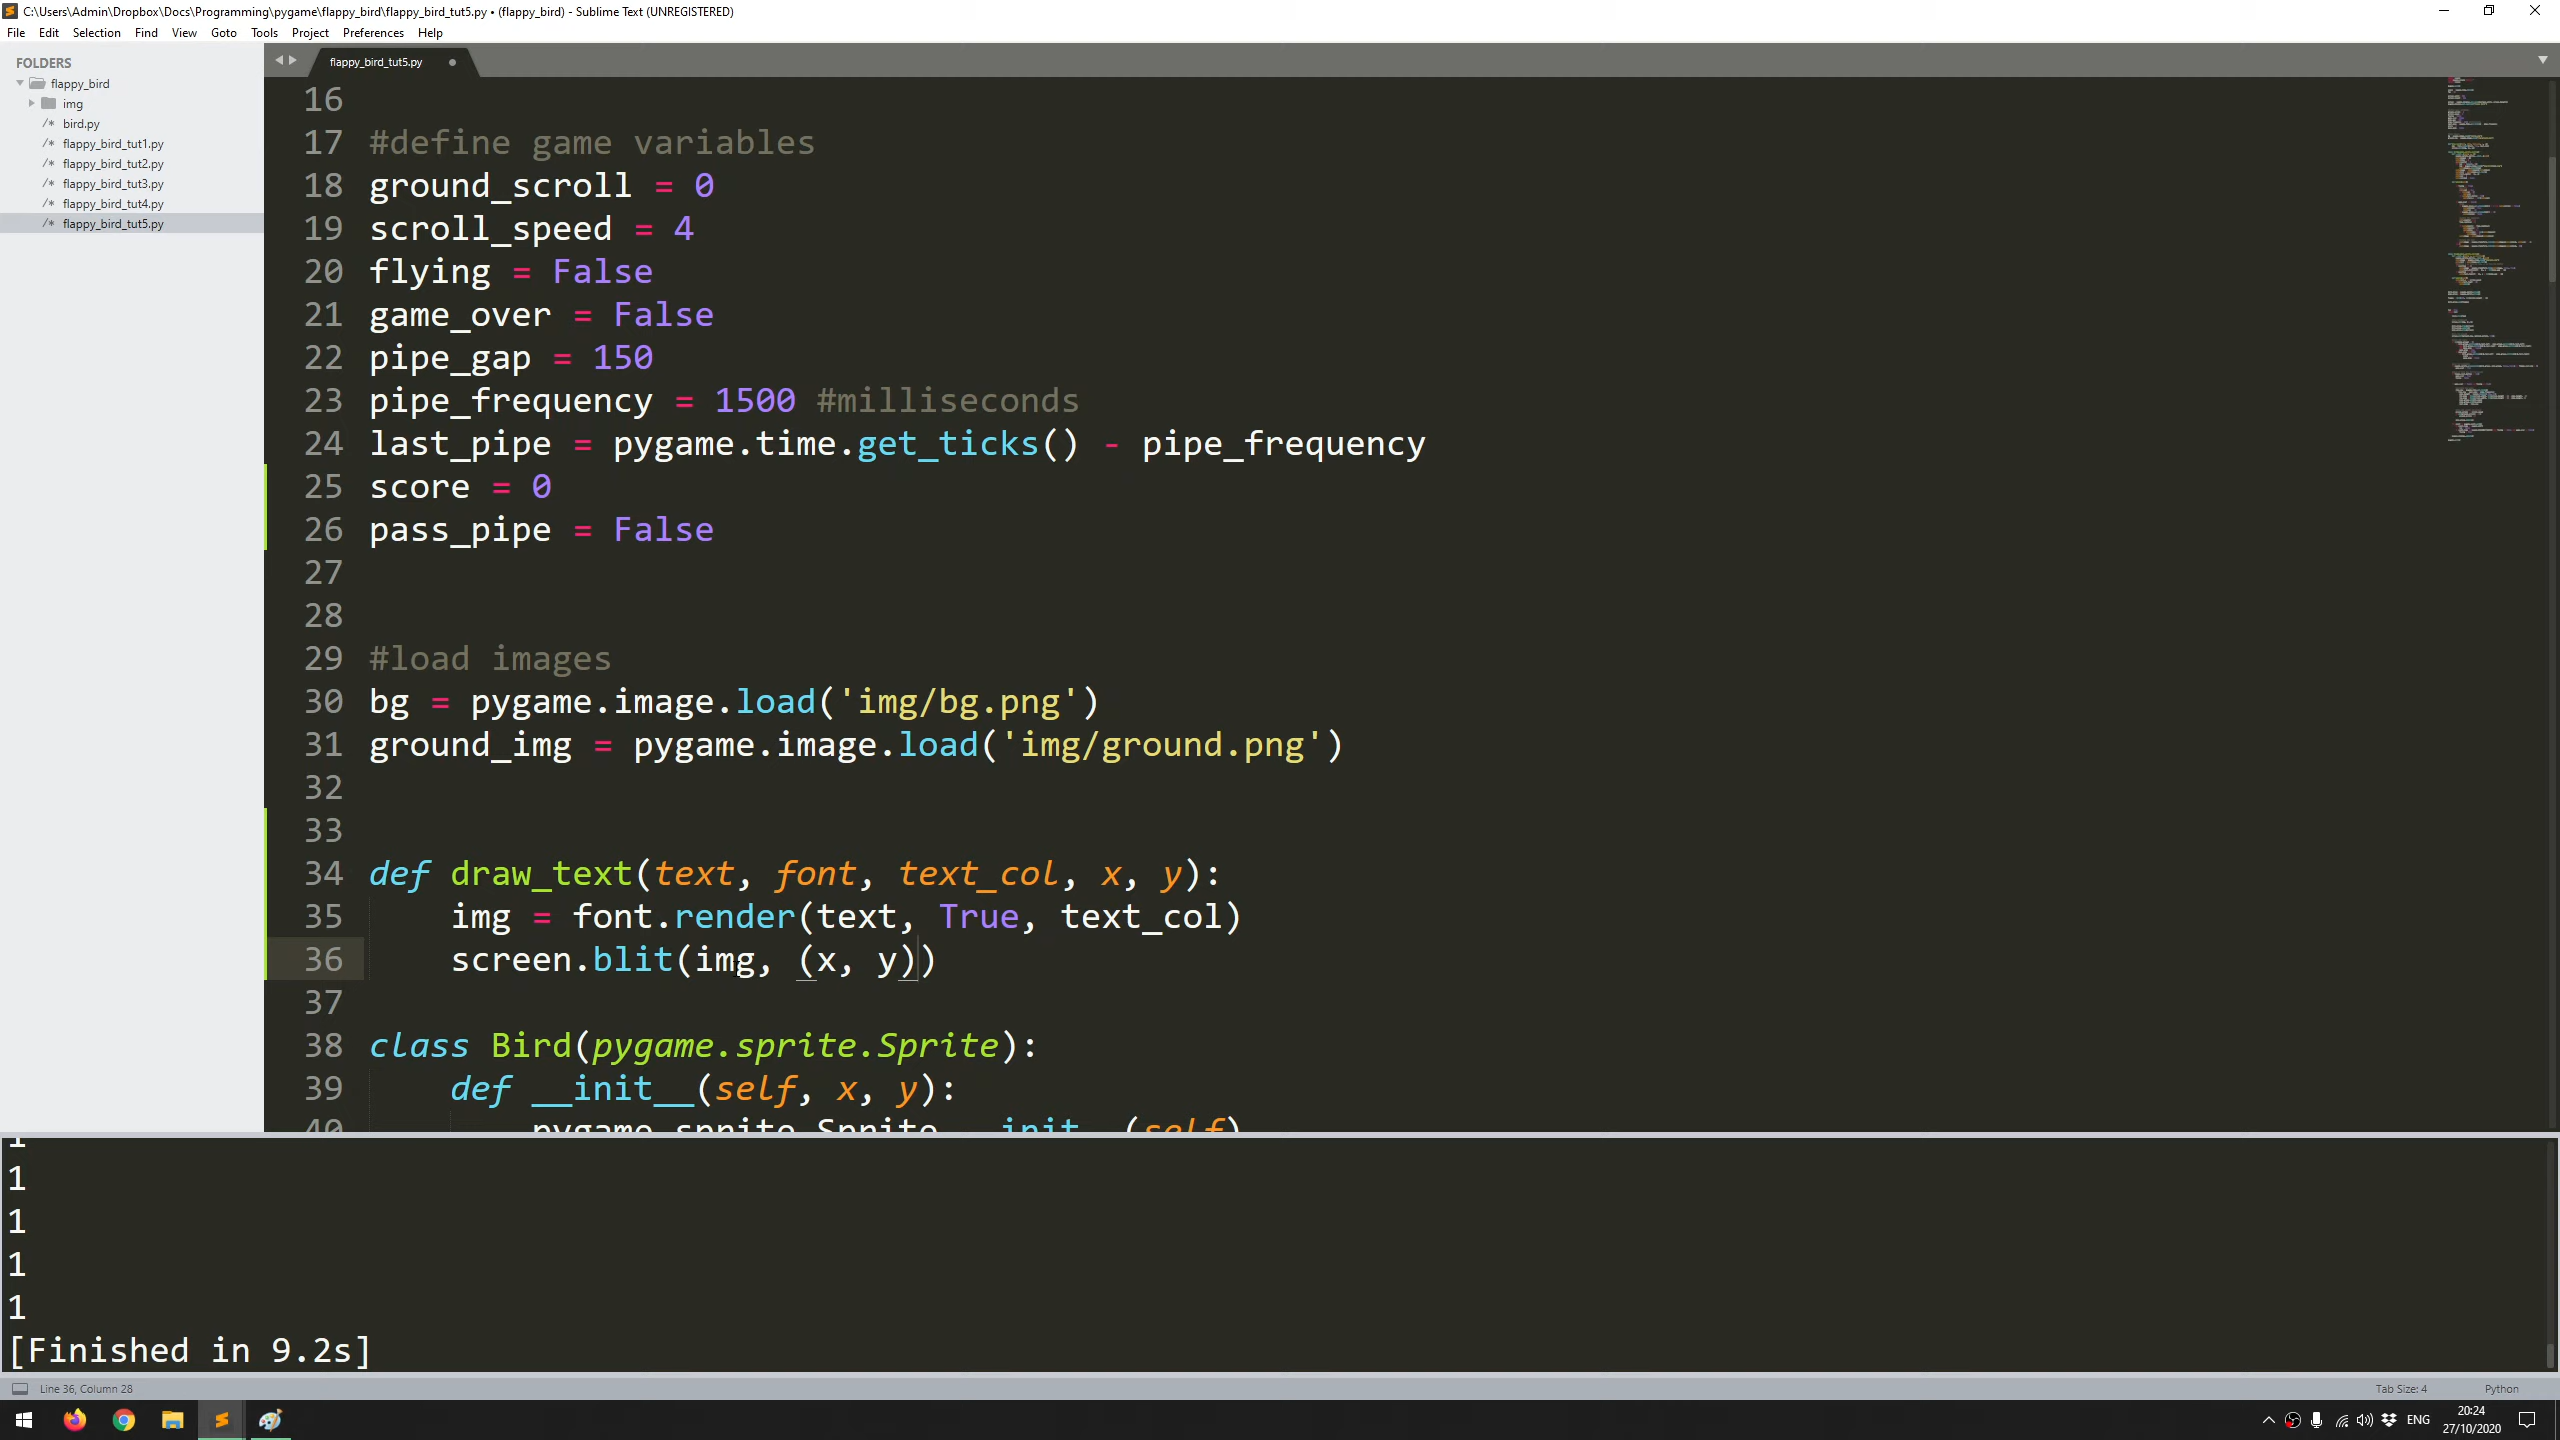 C:\Users\Admin\Dropbox\Docs\Programming\pygame\flappy_bird\flappy_bird_tut5.py • (flappy_bird) - Sublime Text (UNREGISTERED)
File Edit Selection Find View Goto Tools Project Preferences Help
FOLDERS
flappy_bird
img
/* bird.py
/* flappy_bird_tut1.py
/* flappy_bird_tut2.py
/* flappy_bird_tut3.py
/* flappy_bird_tut4.py
/* flappy_bird_tut5.py
flappy_bird_tut5.py
16
17 #define game variables
18 ground_scroll = 0
19 scroll_speed = 4
20 flying = False
21 game_over = False
22 pipe_gap = 150
23 pipe_frequency = 1500 #milliseconds
24 last_pipe = pygame.time.get_ticks() - pipe_frequency
25 score = 0
26 pass_pipe = False
27
28
29 #load images
30 bg = pygame.image.load('img/bg.png')
31 ground_img = pygame.image.load('img/ground.png')
32
33
34 def draw_text(text, font, text_col, x, y):
35 img = font.render(text, True, text_col)
36 screen.blit(img, (x, y))
37
38 class Bird(pygame.sprite.Sprite):
39 def __init__(self, x, y):
40 pygame.sprite.Sprite.__init__(self)
1
1
1
1
1
[Finished in 9.2s]
Line 36, Column 28
Tab Size: 4
Python
ENG
20:24
27/10/2020